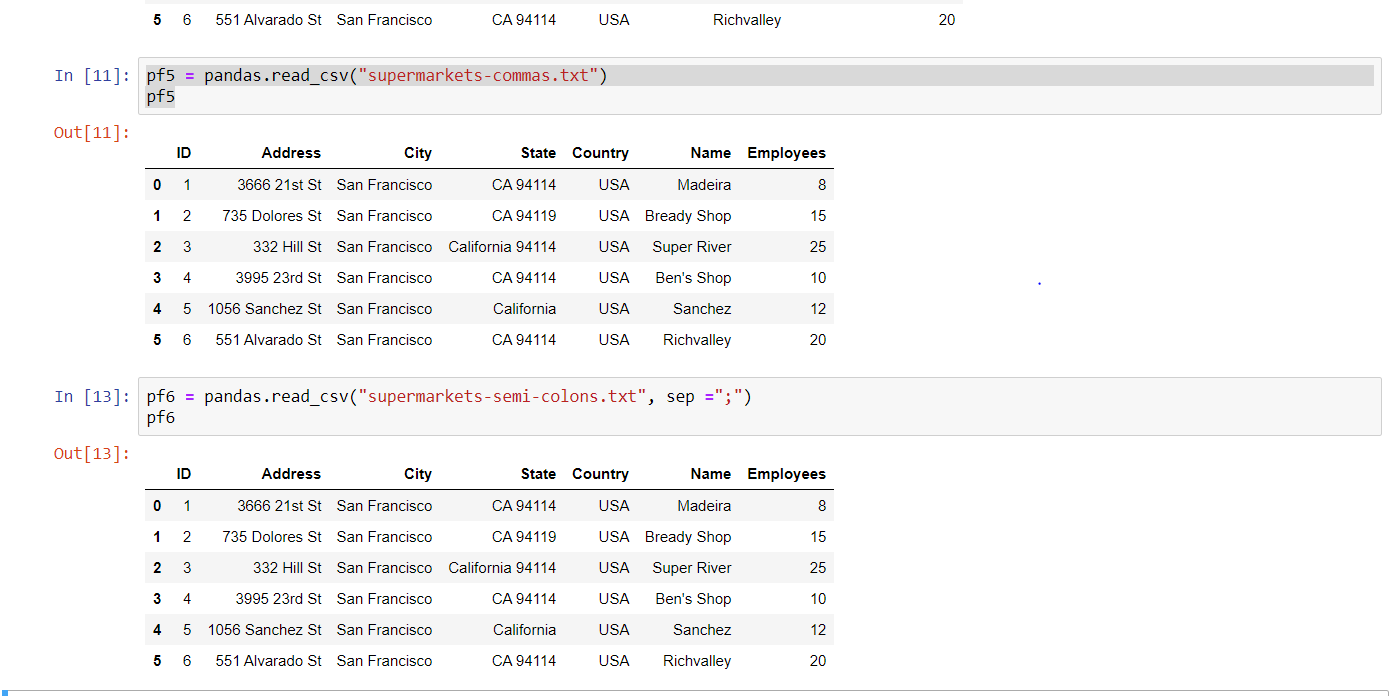 5 6 551 Alvarado St San Francisco CA 94114 USA Richvalley 20
In [11]: pf5 = pandas.read_csv("supermarkets-commas.txt")
pf5
Out[11]:
ID Address City State Country Name Employees
0 1 3666 21st St San Francisco CA 94114 USA Madeira 8
1 2 735 Dolores St San Francisco CA 94119 USA Bready Shop 15
2 3 332 Hill St San Francisco California 94114 USA Super River 25
3 4 3995 23rd St San Francisco CA 94114 USA Ben's Shop 10
4 5 1056 Sanchez St San Francisco California USA Sanchez 12
5 6 551 Alvarado St San Francisco CA 94114 USA Richvalley 20
In [13]: pf6 = pandas.read_csv("supermarkets-semi-colons.txt", sep =";")
pf6
Out[13]:
ID Address City State Country Name Employees
0 1 3666 21st St San Francisco CA 94114 USA Madeira 8
1 2 735 Dolores St San Francisco CA 94119 USA Bready Shop 15
2 3 332 Hill St San Francisco California 94114 USA Super River 25
3 4 3995 23rd St San Francisco CA 94114 USA Ben's Shop 10
4 5 1056 Sanchez St San Francisco California USA Sanchez 12
5 6 551 Alvarado St San Francisco CA 94114 USA Richvalley 20